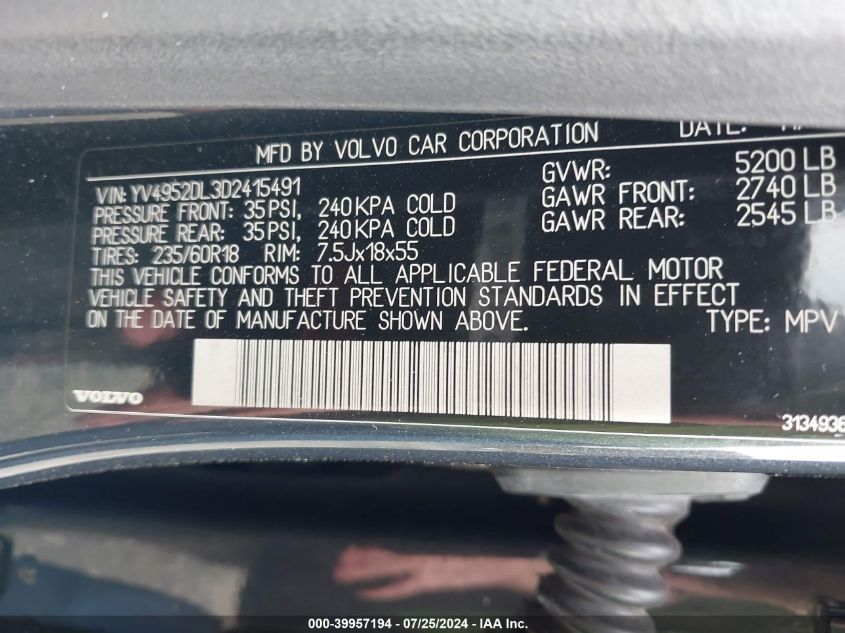 MFD BY VOLVO CAR CORPORATION DATE:
VIN: YV4952DL3D2415491 GVWR: 5200 LB
PRESSURE FRONT: 35 PSI, 240 KPA COLD GAWR FRONT: 2740 LB
PRESSURE REAR: 35 PSI, 240 KPA COLD GAWR REAR: 2545 LB
TIRES: 235/60R18 RIM: 7.5Jx18x55
THIS VEHICLE CONFORMS TO ALL APPLICABLE FEDERAL MOTOR
VEHICLE SAFETY AND THEFT PREVENTION STANDARDS IN EFFECT
ON THE DATE OF MANUFACTURE SHOWN ABOVE. TYPE: MPV
VOLVO
3134936
000-39957194 - 07/25/2024 - IAA Inc.